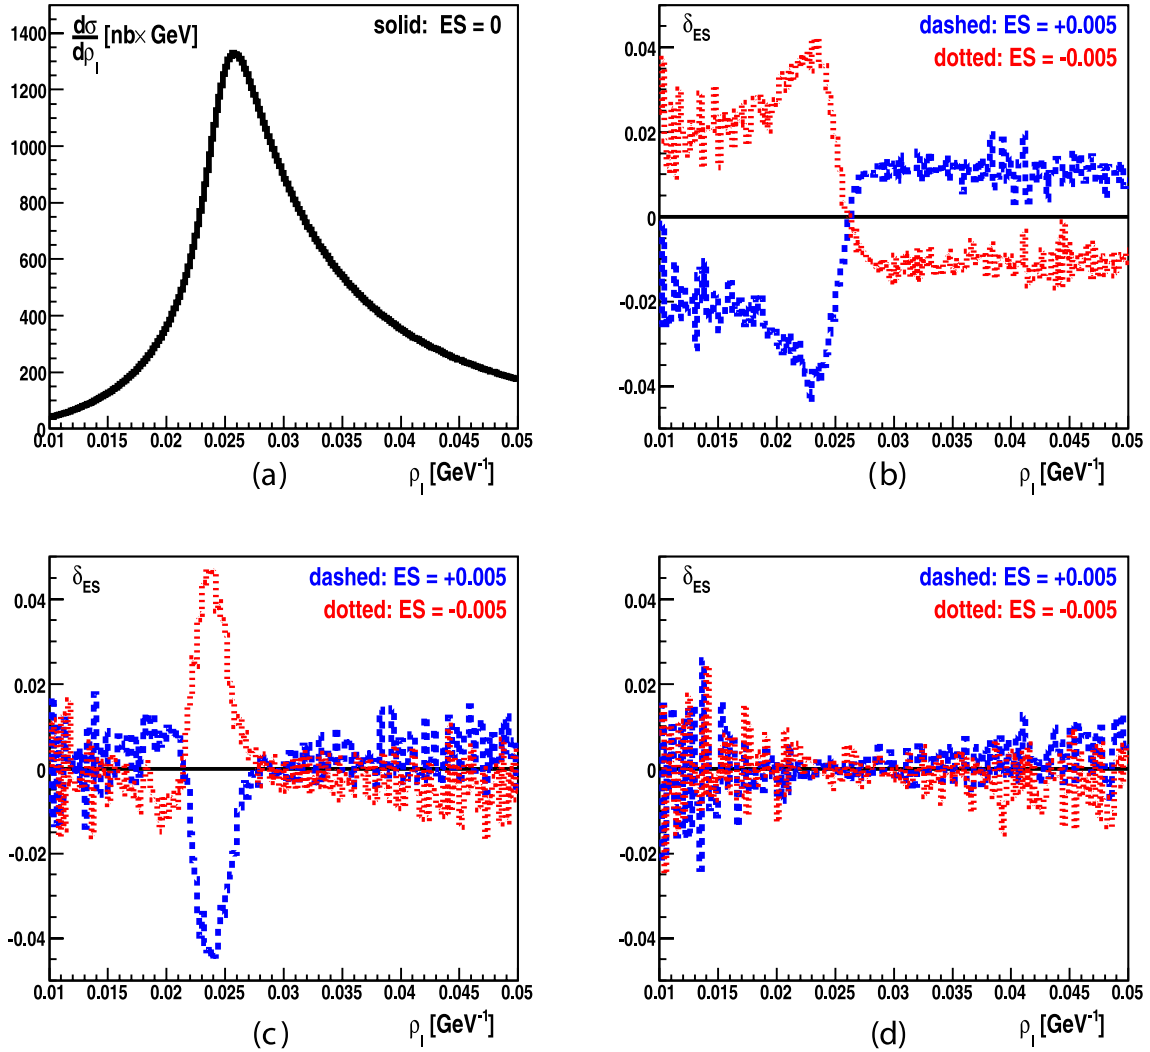 dσ
dρl [nb× GeV]
solid: ES = 0
1400
1200
1000
800
600
400
200
0
0.01 0.015 0.02 0.025 0.03 0.035 0.04 0.045 0.05
(a) ρl [GeV-1]
δES
dashed: ES = +0.005
dotted: ES = -0.005
0.04
0.02
0
-0.02
-0.04
0.01 0.015 0.02 0.025 0.03 0.035 0.04 0.045 0.05
(b) ρl [GeV-1]
δES
dashed: ES = +0.005
dotted: ES = -0.005
0.04
0.02
0
-0.02
-0.04
0.01 0.015 0.02 0.025 0.03 0.035 0.04 0.045 0.05
(c) ρl [GeV-1]
δES
dashed: ES = +0.005
dotted: ES = -0.005
0.04
0.02
0
-0.02
-0.04
0.01 0.015 0.02 0.025 0.03 0.035 0.04 0.045 0.05
(d) ρl [GeV-1]